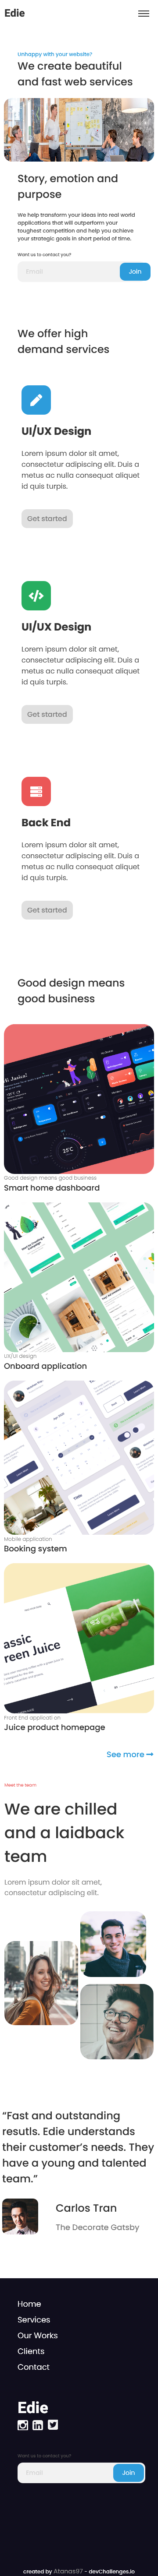 Edie
Unhappy with your website?
We create beautiful
and fast web services
Story, emotion and
purpose
We help transform your ideas into real world
applications that will outperform your
toughest competition and help you achieve
your strategic goals in short period of time.
Want us to contact you?
Email
Join
We offer high
demand services
UI/UX Design
Lorem ipsum dolor sit amet,
consectetur adipiscing elit. Duis a
metus ac nulla consequat aliquet
id quis turpis.
Get started
UI/UX Design
Lorem ipsum dolor sit amet,
consectetur adipiscing elit. Duis a
metus ac nulla consequat aliquet
id quis turpis.
Get started
Back End
Lorem ipsum dolor sit amet,
consectetur adipiscing elit. Duis a
metus ac nulla consequat aliquet
id quis turpis.
Get started
Good design means
good business
25°C
Good design means good business
Smart home dashboard
UX/UI design
Onboard application
Mobile application
Booking system
assic
reen Juice
Front End applicati on
Juice product homepage
See more
Meet the team
We are chilled
and a laidback
team
Lorem ipsum dolor sit amet,
consectetur adipiscing elit.
“Fast and outstanding
resutls. Edie understands
their customer’s needs. They
have a young and talented
team.”
Carlos Tran
The Decorate Gatsby
Home
Services
Our Works
Clients
Contact
Edie
Want us to contact you?
Email
Join
created by Atanas97 - devChallenges.io